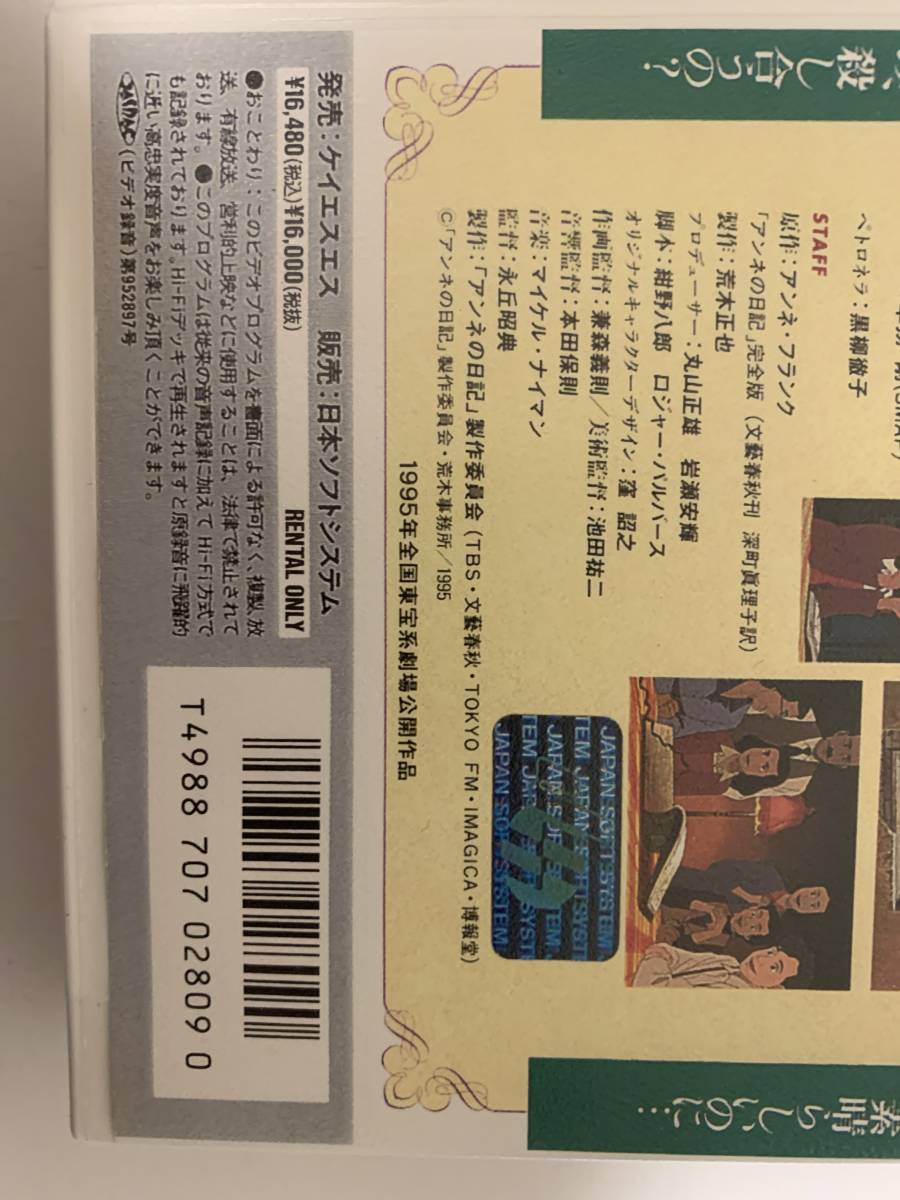 殺し合うの?
ペトロネラ:黒柳徹子
STAFF
原作:アンネ・フランク
「アンネの日記」完全版(文藝春秋刊 深町眞理子訳)
製作:荒木正也
プロデューサー:丸山正雄 岩瀬安輝
脚本:紺野八郎 ロジャー・パルバース
オリジナルキャラクターデザイン:窪 詔之
作画監督:兼森義則/美術監督:池田祐二
音響監督:本田保則
音楽:マイケル・ナイマン
監督:永丘昭典
製作:「アンネの日記」製作委員会(TBS・文藝春秋・TOKYO FM・IMAGICA・博報堂)
©「アンネの日記」製作委員会・荒木事務所/1995
1995年全国東宝系劇場公開作品
素晴らしいのに…
JAPAN SOFT SYSTEM
発売:ケイエスエス 販売:日本ソフトシステム
¥16,480(税込)¥16,000(税抜) RENTAL ONLY
●おことわり:このビデオプログラムを書面による許可なく、複製、放
送、有線放送、営利的上映などに使用することは、法律で禁止されて
おります。●このプログラムは従来の音声記録に加えてHi-Fi方式で
も記録されております。Hi-Fiデッキで再生されますと原録音に飛躍的
に近い高忠実度音声をお楽しみ頂くことができます。
JASRAC(ビデオ録音)第952897号
T4988 707 02809 0